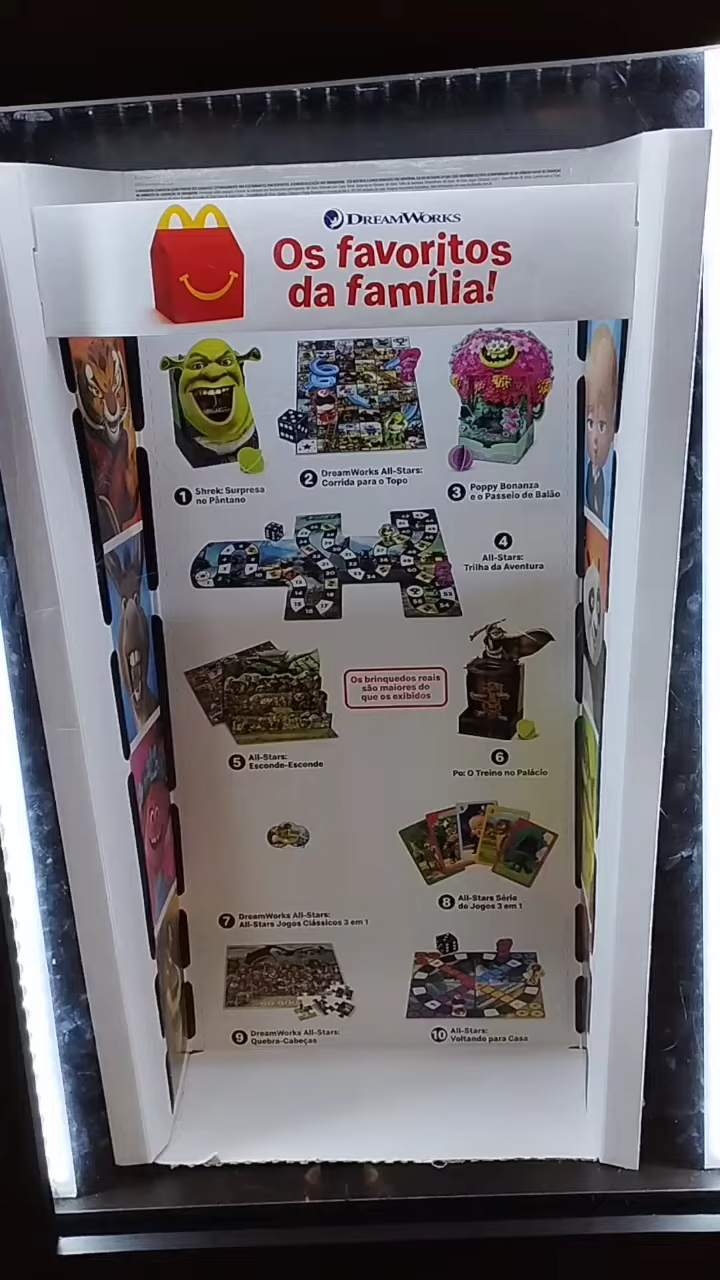 DREAMWORKS
Os favoritos
da família!
1 Shrek: Surpresa
no Pântano
2 DreamWorks All-Stars:
Corrida para o Topo
3 Poppy Bonanza
e o Passeio de Balão
4
All-Stars:
Trilha da Aventura
Os brinquedos reais
são maiores do
que os exibidos
5 All-Stars:
Esconde-Esconde
6
Po: O Treino no Palácio
7 DreamWorks All-Stars:
All-Stars Jogos Clássicos 3 em 1
8 All-Stars Série
de Jogos 3 em 1
9 DreamWorks All-Stars:
Quebra-Cabeças
10 All-Stars:
Voltando para Casa